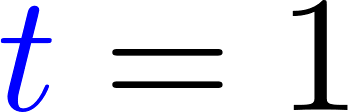 t = 1